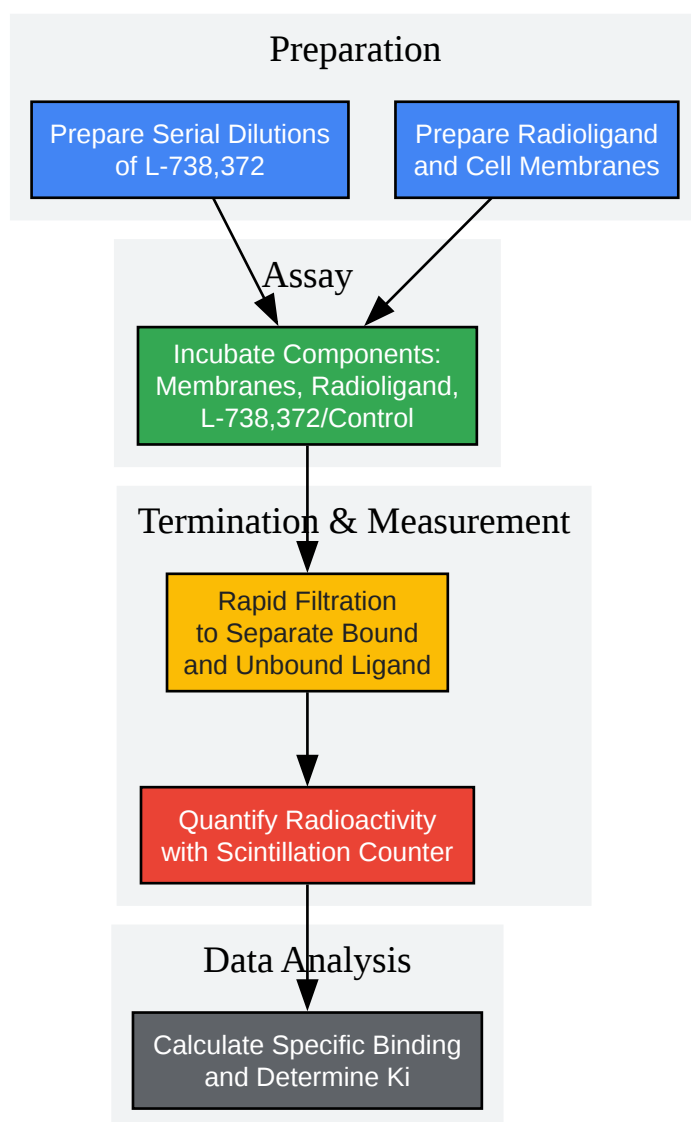 Preparation
Prepare Serial Dilutions
of L-738,372
Prepare Radioligand
and Cell Membranes
Assay
Incubate Components:
Membranes, Radioligand,
L-738,372/Control
Termination & Measurement
Rapid Filtration
to Separate Bound
and Unbound Ligand
Quantify Radioactivity
with Scintillation Counter
Data Analysis
Calculate Specific Binding
and Determine Ki